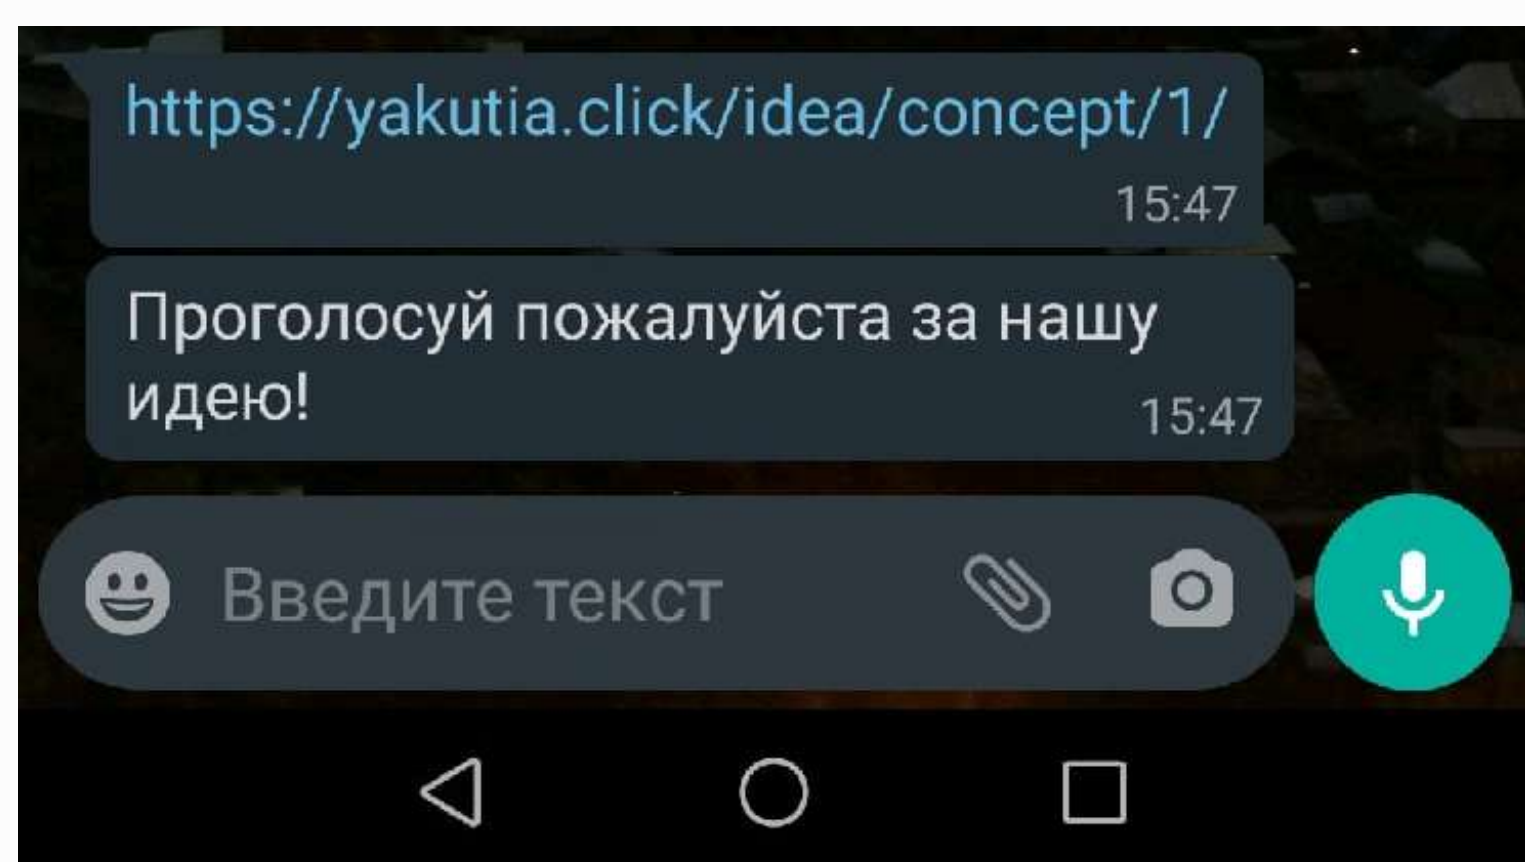 https://yakutia.click/idea/concept/1/
15:47
Проголосуй пожалуйста за нашу
идею!
15:47
Введите текст